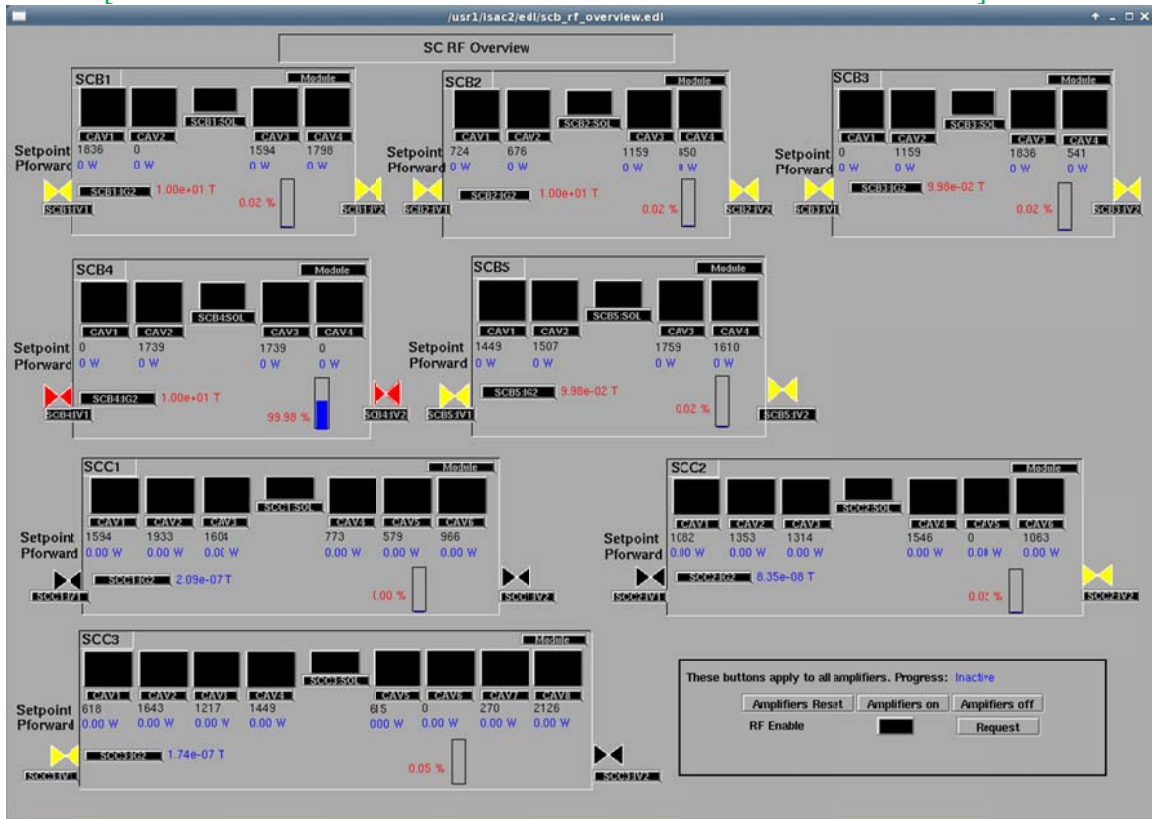 /usr1/isac2/edl/scb_rf_overview.edl
SC RF Overview
SCB1 Module
SCB1:SOL
CAV1 CAV2 CAV3 CAV4
Setpoint 1836 0 1594 1798
Pforward 0 W 0 W 0 W 0 W
SCB1:IG2 1.00e+01 T
0.02 %
SCB1:IV1 SCB1:IV2
SCB2 Module
SCB2:SOL
CAV1 CAV2 CAV3 CAV4
Setpoint 724 676 1159
Pforward 0 W 0 W 0 W 0 W
SCB2:IG2 1.00e+01 T
0.02 %
SCB2:IV1 SCB2:IV2
SCB3 Module
SCB3:SOL
CAV1 CAV2 CAV3 CAV4
Setpoint 0 1159 1836 541
Pforward 0 W 0 W 0 W 0 W
SCB3:IG2 9.98e-02 T
0.02 %
SCB3:IV1 SCB3:IV2
SCB4 Module
SCB4:SOL
CAV1 CAV2 CAV3 CAV4
Setpoint 0 1739 1739 0
Pforward 0 W 0 W 0 W 0 W
SCB4:IG2 1.00e+01 T
99.98 %
SCB4:IV1 SCB4:IV2
SCB5 Module
SCB5:SOL
CAV1 CAV2 CAV3 CAV4
Setpoint 1449 1507 1759 1610
Pforward 0 W 0 W 0 W 0 W
SCB5:IG2 9.98e-02 T
0.02 %
SCB5:IV1 SCB5:IV2
SCC1 Module
SCC1:SOL
CAV1 CAV2 CAV3 CAV4 CAV5 CAV6
Setpoint 1594 1933 1604 773 579 966
Pforward 0.00 W 0.00 W 0.00 W 0.00 W 0.00 W 0.00 W
SCC1:IG2 2.09e-07 T
0.00 %
SCC1:IV1 SCC1:IV2
SCC2 Module
SCC2:SOL
CAV1 CAV2 CAV3 CAV4 CAV5 CAV6
Setpoint 1082 1353 1314 1546 0 1063
Pforward 0.00 W 0.00 W 0.00 W 0.00 W 0.00 W 0.00 W
SCC2:IG2 8.35e-08 T
0.02 %
SCC2:IV1 SCC2:IV2
SCC3 Module
SCC3:SOL
CAV1 CAV2 CAV3 CAV4 CAV5 CAV6 CAV7 CAV8
Setpoint 618 1643 1217 1449 0 270 2126
Pforward 0.00 W 0.00 W 0.00 W 0.00 W 0.00 W 0.00 W 0.00 W
SCC3:IG2 1.74e-07 T
0.05 %
SCC3:IV1 SCC3:IV2
These buttons apply to all amplifiers. Progress: Inactive
Amplifiers Reset Amplifiers on Amplifiers off
RF Enable Request